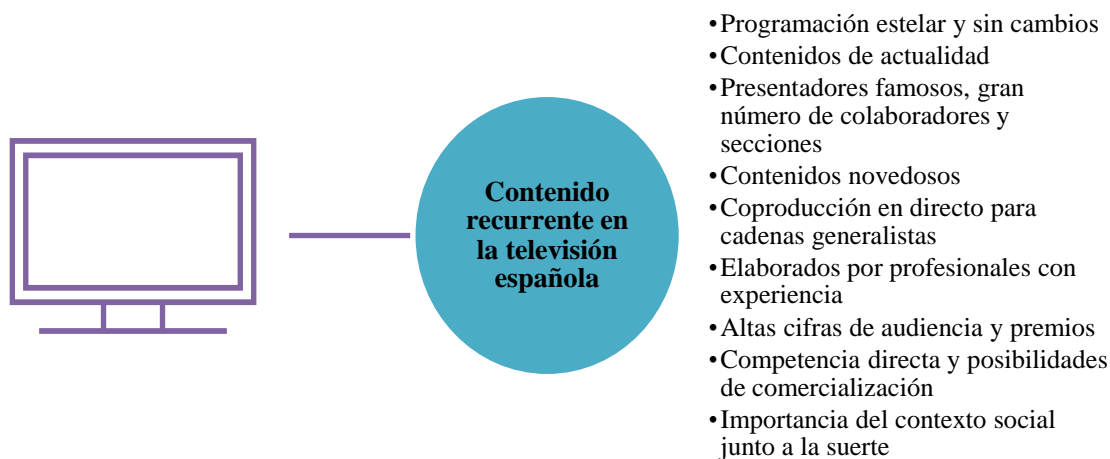 Contenido
recurrente en
la televisión
española
•Programación estelar y sin cambios
•Contenidos de actualidad
•Presentadores famosos, gran
número de colaboradores y
secciones
•Contenidos novedosos
•Coproducción en directo para
cadenas generalistas
•Elaborados por profesionales con
experiencia
•Altas cifras de audiencia y premios
•Competencia directa y posibilidades
de comercialización
•Importancia del contexto social
junto a la suerte